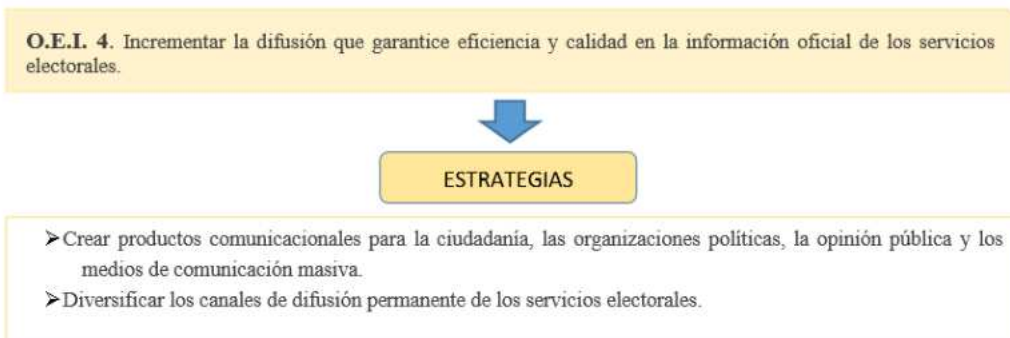 O.E.I. 4. Incrementar la difusión que garantice eficiencia y calidad en la información oficial de los servicios
electorales.
ESTRATEGIAS
➢Crear productos comunicacionales para la ciudadanía, las organizaciones políticas, la opinión pública y los
medios de comunicación masiva.
➢Diversificar los canales de difusión permanente de los servicios electorales.